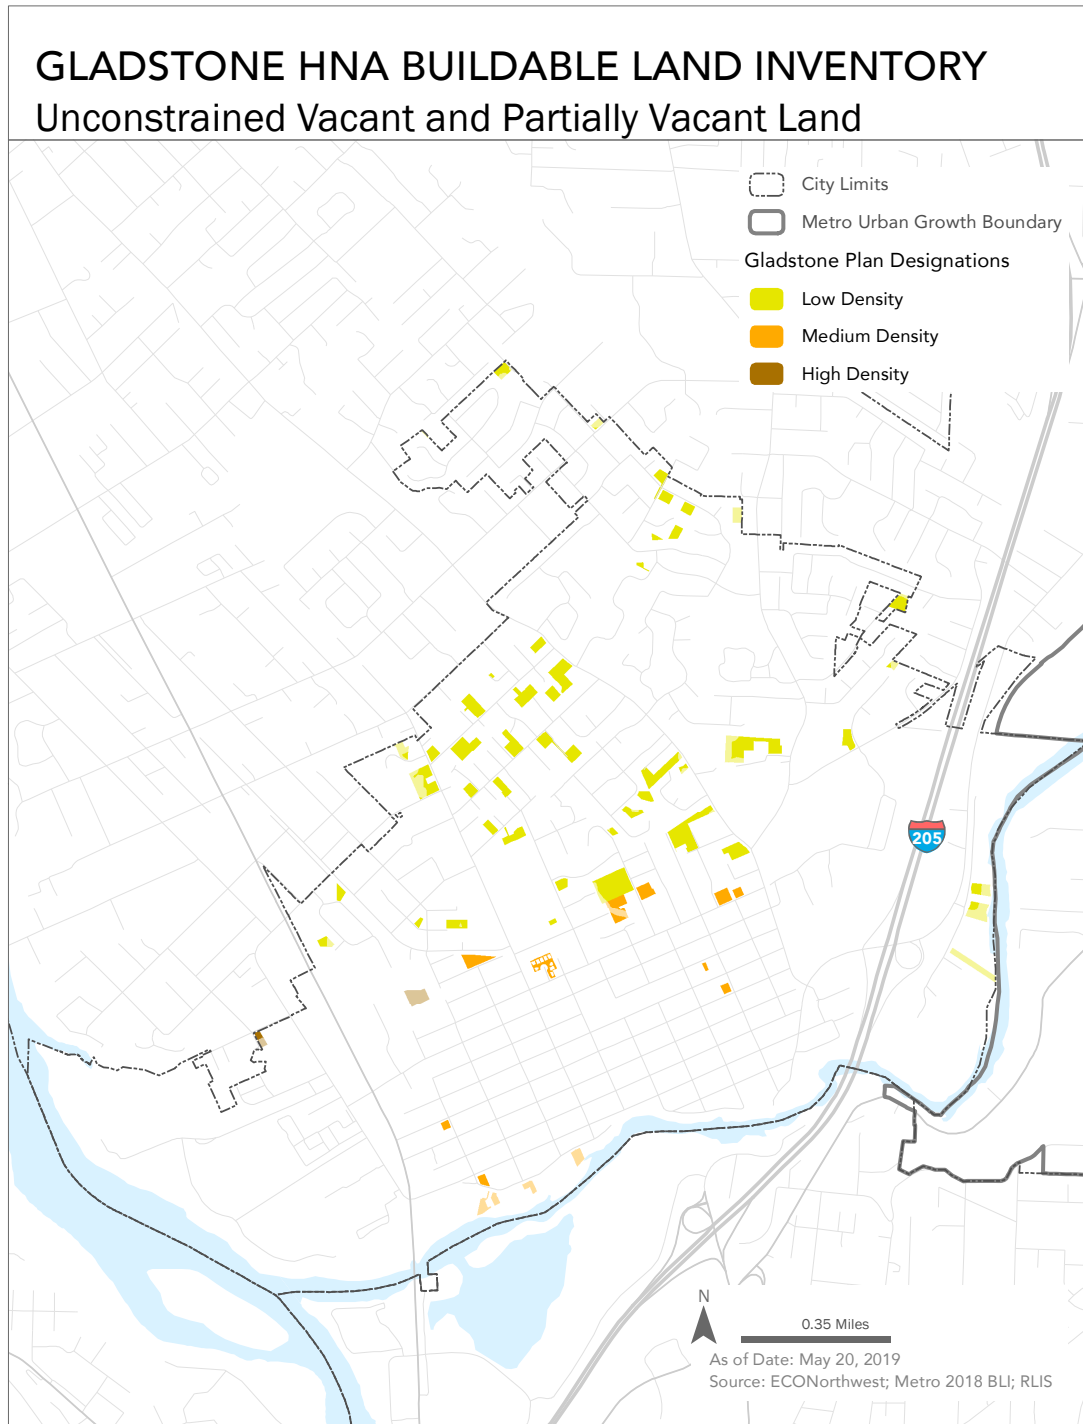 GLADSTONE HNA BUILDABLE LAND INVENTORY
Unconstrained Vacant and Partially Vacant Land
City Limits
Metro Urban Growth Boundary
Gladstone Plan Designations
Low Density
Medium Density
High Density
205
N
0.35 Miles
As of Date: May 20, 2019
Source: ECONorthwest; Metro 2018 BLI; RLIS